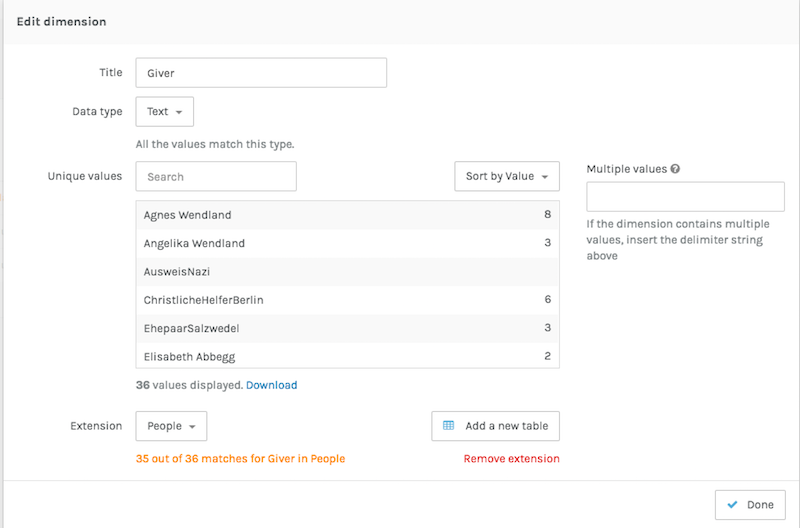 Edit dimension
Title Giver
Data type Text
All the values match this type.
Unique values Search Sort by Value
Agnes Wendland 8
Angelika Wendland 3
AusweisNazi
ChristlicheHelferBerlin 6
EhepaarSalzwedel 3
Elisabeth Abbegg 2
36 values displayed. Download
Multiple values
If the dimension contains multiple
values, insert the delimiter string
above
Extension People Add a new table
35 out of 36 matches for Giver in People Remove extension
Done